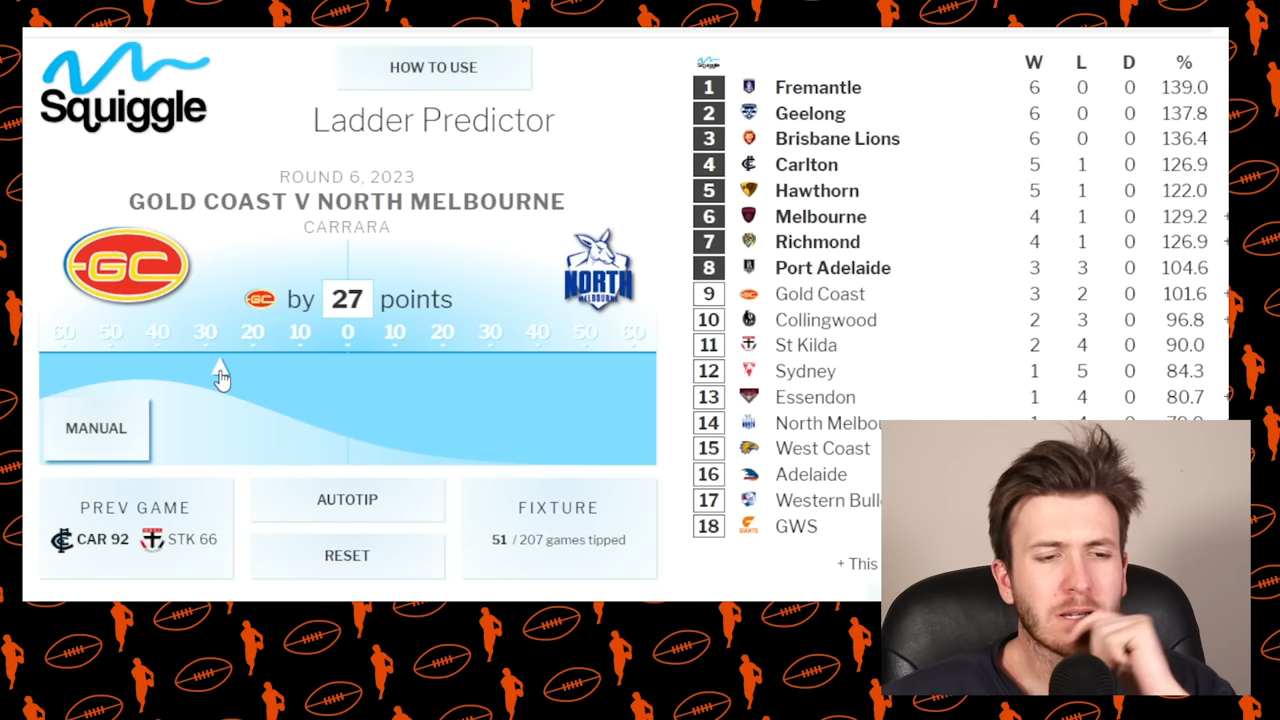 Squiggle
HOW TO USE
Ladder Predictor
ROUND 6, 2023
GOLD COAST V NORTH MELBOURNE
CARRARA
GC
NORTH
MELBOURNE
GC by 27 points
60 50 40 30 20 10 0 10 20 30 40 50 60
MANUAL
PREV GAME
CAR 92 STK 66
AUTOTIP
RESET
FIXTURE
51 / 207 games tipped
W L D %
1 Fremantle 6 0 0 139.0
2 Geelong 6 0 0 137.8
3 Brisbane Lions 6 0 0 136.4
4 Carlton 5 1 0 126.9
5 Hawthorn 5 1 0 122.0
6 Melbourne 4 1 0 129.2
7 Richmond 4 1 0 126.9
8 Port Adelaide 3 3 0 104.6
9 Gold Coast 3 2 0 101.6
10 Collingwood 2 3 0 96.8
11 St Kilda 2 4 0 90.0
12 Sydney 1 5 0 84.3
13 Essendon 1 4 0 80.7
14 North Melbou
15 West Coast
16 Adelaide
17 Western Bull
18 GWS
+ This